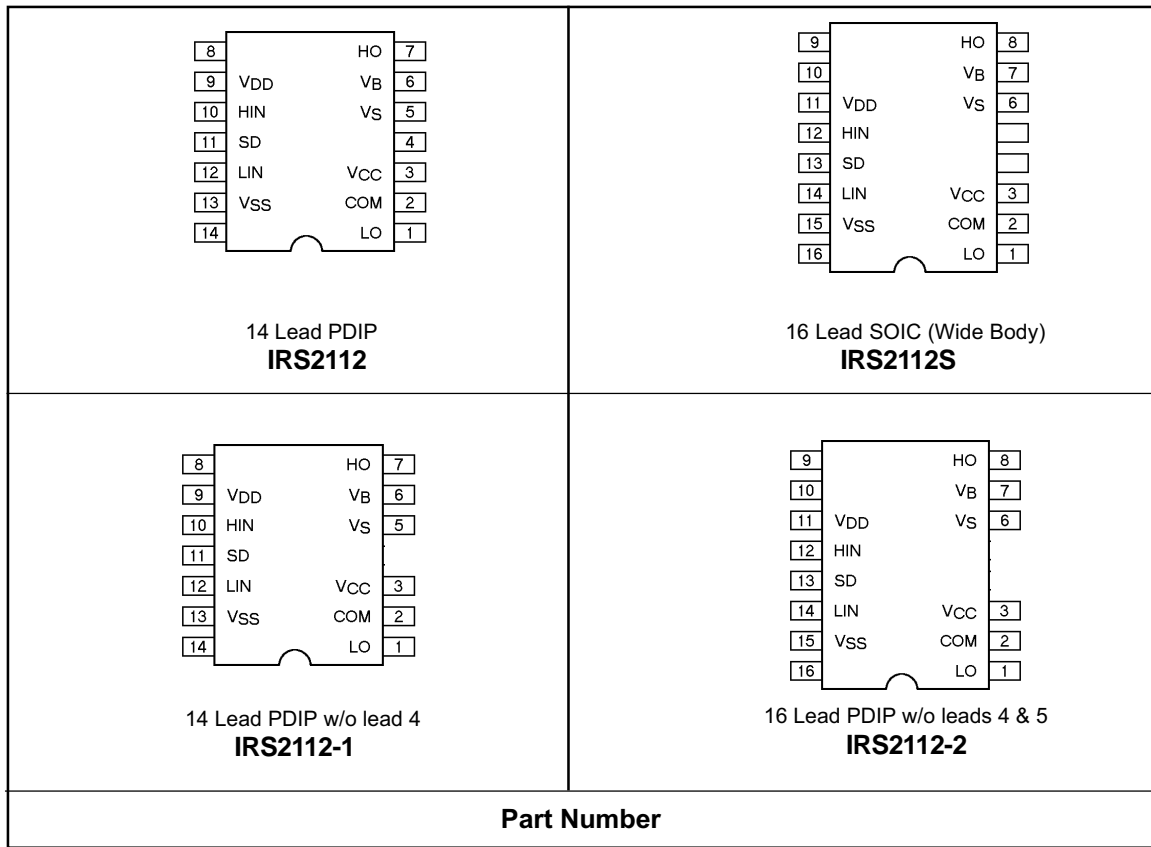 8 HO 7
9 VDD VB 6
10 HIN VS 5
11 SD 4
12 LIN VCC 3
13 VSS COM 2
14 LO 1
14 Lead PDIP
IRS2112
9 HO 8
10 VB 7
11 VDD VS 6
12 HIN
13 SD
14 LIN VCC 3
15 VSS COM 2
16 LO 1
16 Lead SOIC (Wide Body)
IRS2112S
8 HO 7
9 VDD VB 6
10 HIN VS 5
11 SD
12 LIN VCC 3
13 VSS COM 2
14 LO 1
14 Lead PDIP w/o lead 4
IRS2112-1
9 HO 8
10 VB 7
11 VDD VS 6
12 HIN
13 SD
14 LIN VCC 3
15 VSS COM 2
16 LO 1
16 Lead PDIP w/o leads 4 & 5
IRS2112-2
Part Number